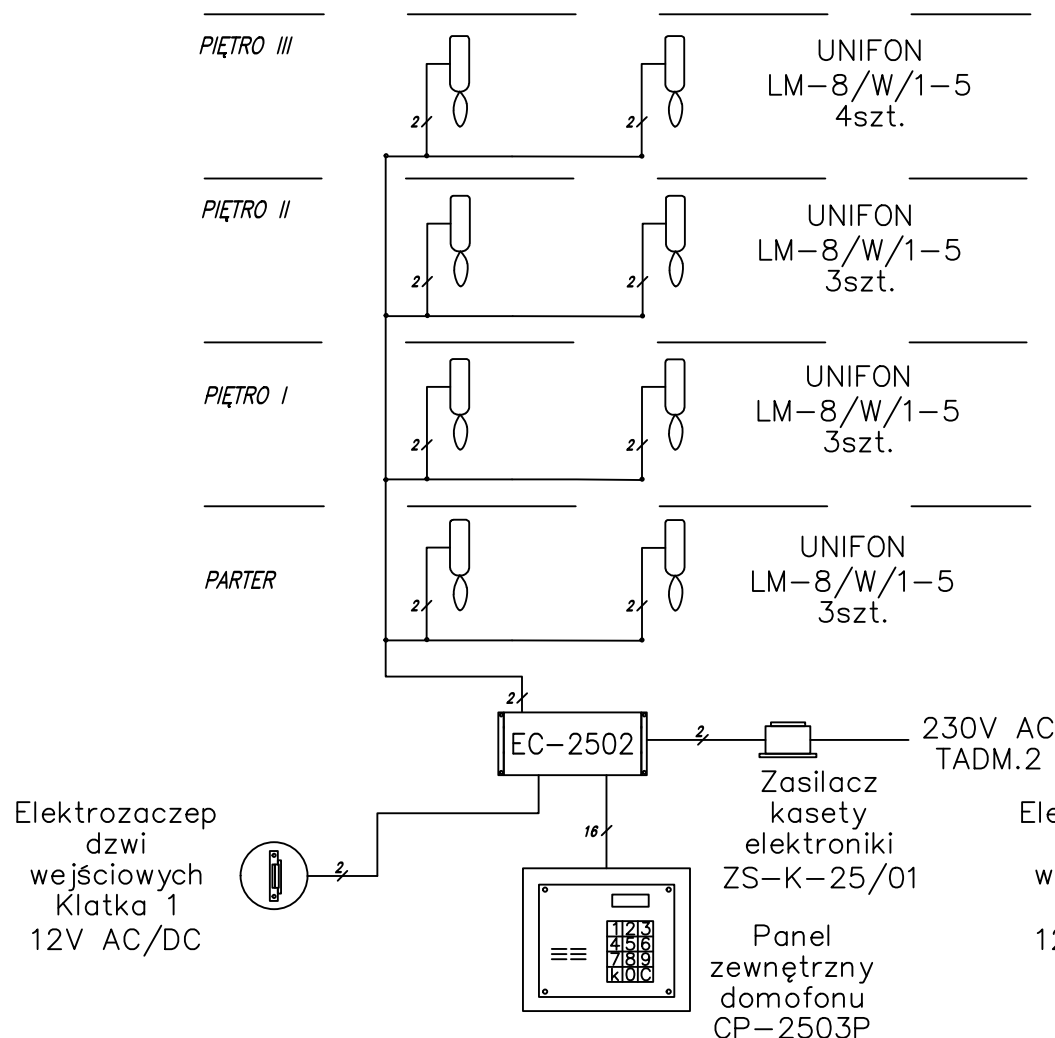 PIĘTRO III
UNIFON
LM-8/W/1-5
4szt.
2
2
PIĘTRO II
UNIFON
LM-8/W/1-5
3szt.
2
2
PIĘTRO I
UNIFON
LM-8/W/1-5
3szt.
2
2
PARTER
UNIFON
LM-8/W/1-5
3szt.
2
2
2
EC-2502
2
230V AC
TADM.2
Zasilacz
kasety
elektroniki
ZS-K-25/01
Elektrozaczep
dzwi
wejściowych
Klatka 1
12V AC/DC
2
16
1 2 3
4 5 6
7 8 9
k 0 C
Panel
zewnętrzny
domofonu
CP-2503P
Ele
w
12